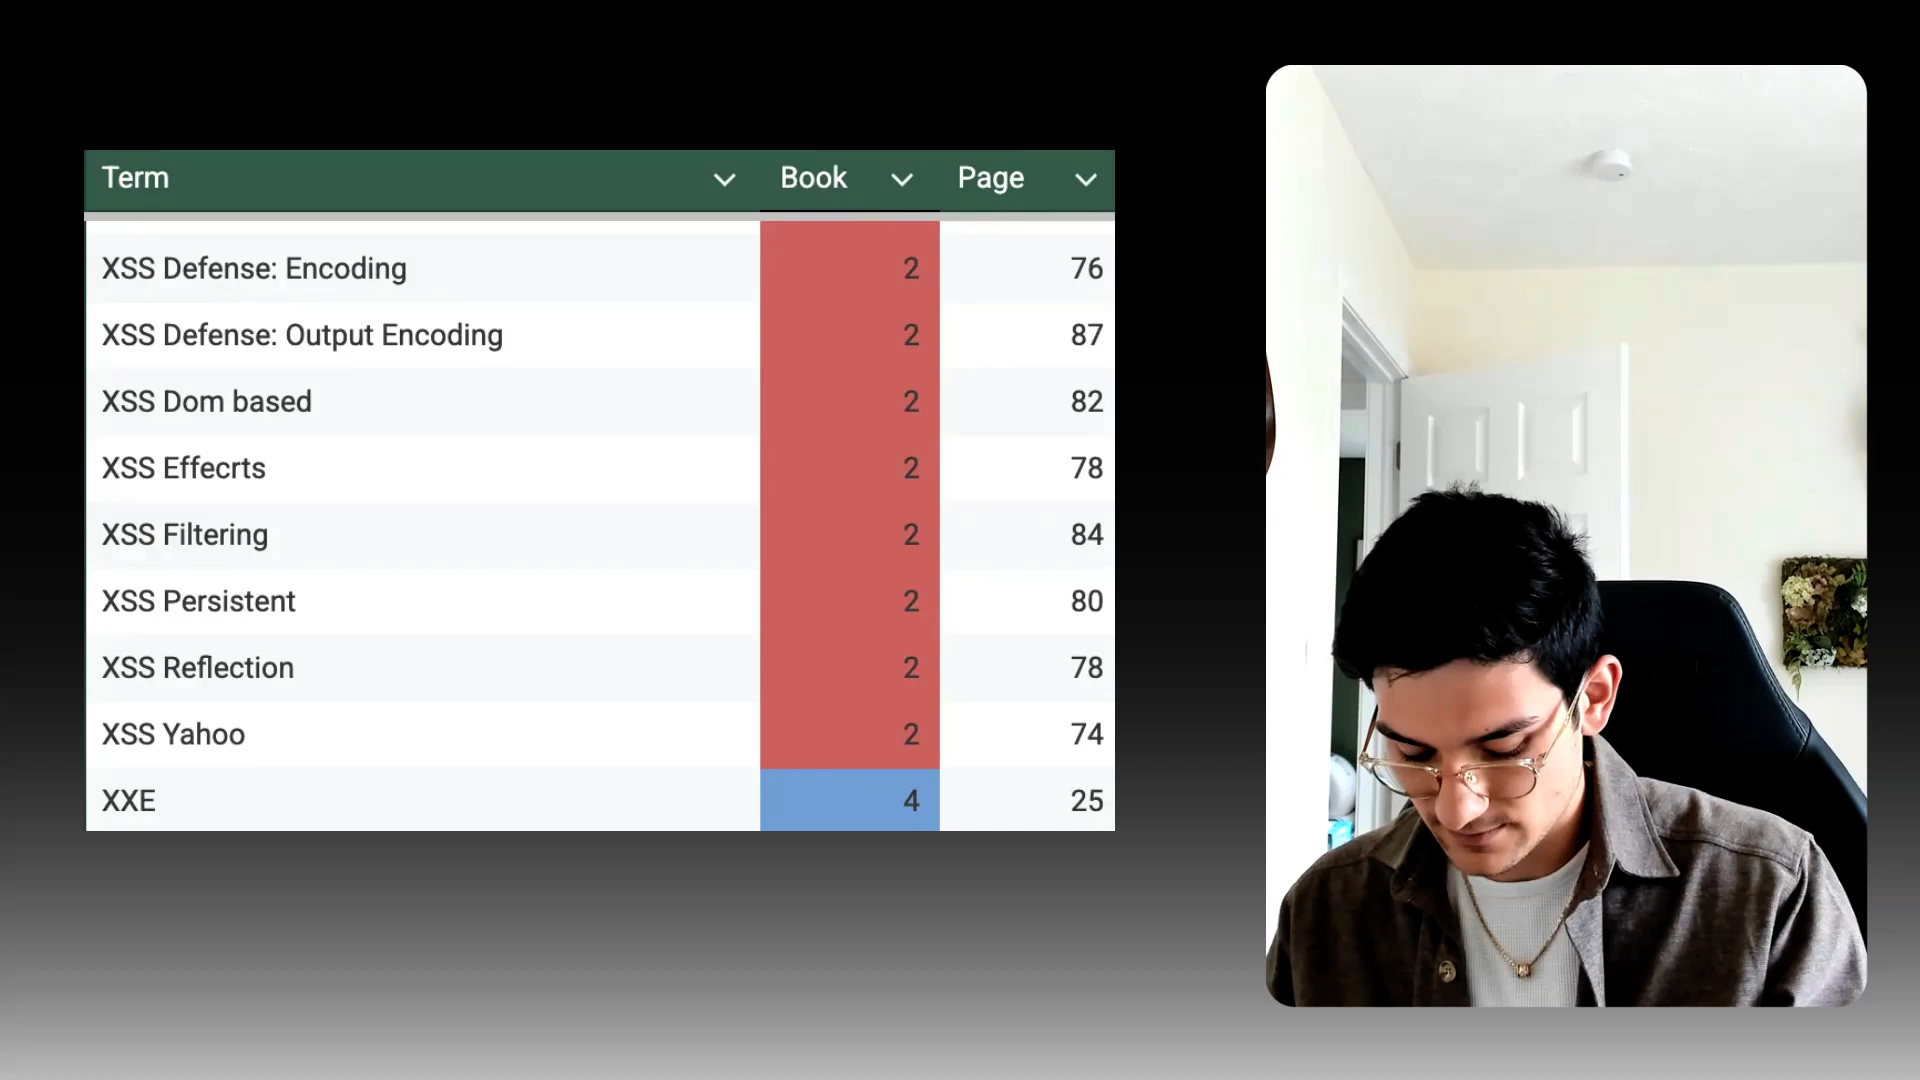 Term Book Page
XSS Defense: Encoding 2 76
XSS Defense: Output Encoding 2 87
XSS Dom based 2 82
XSS Effecrts 2 78
XSS Filtering 2 84
XSS Persistent 2 80
XSS Reflection 2 78
XSS Yahoo 2 74
XXE 4 25